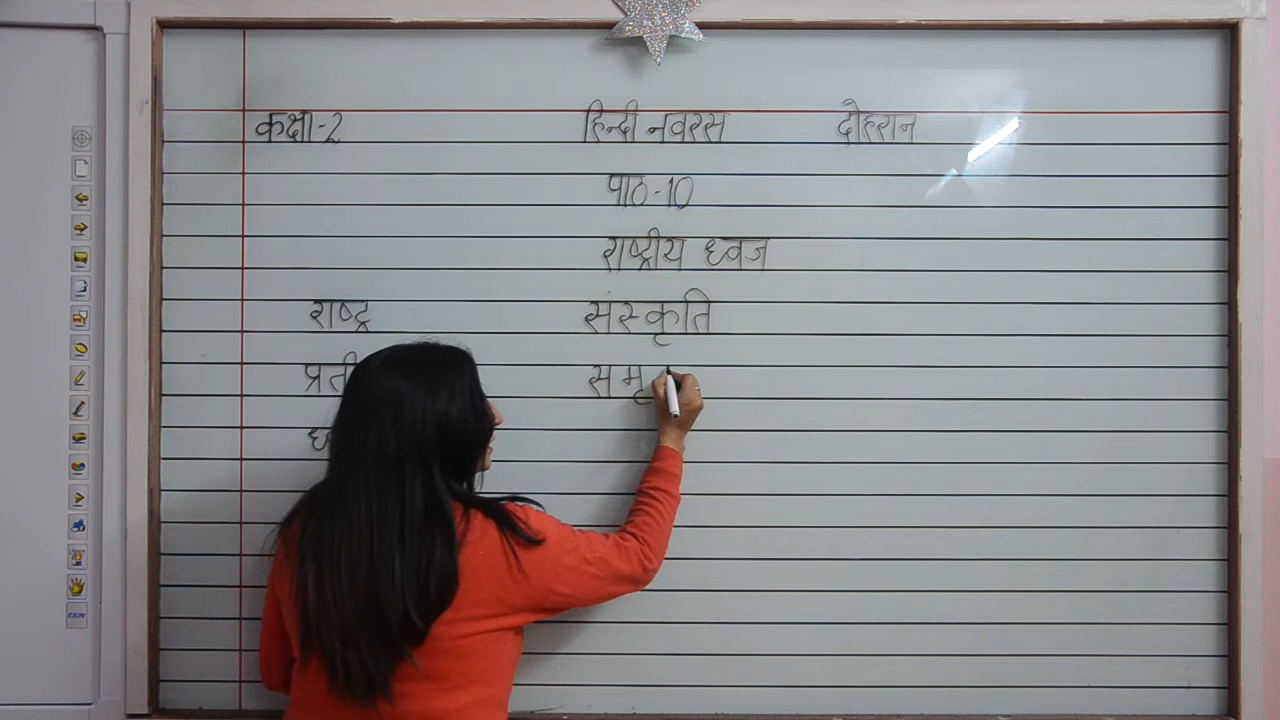 कक्षा-2 हिन्दी नवरस दोहरान
पाठ-10
राष्ट्रीय ध्वज
राष्ट्र संस्कृति